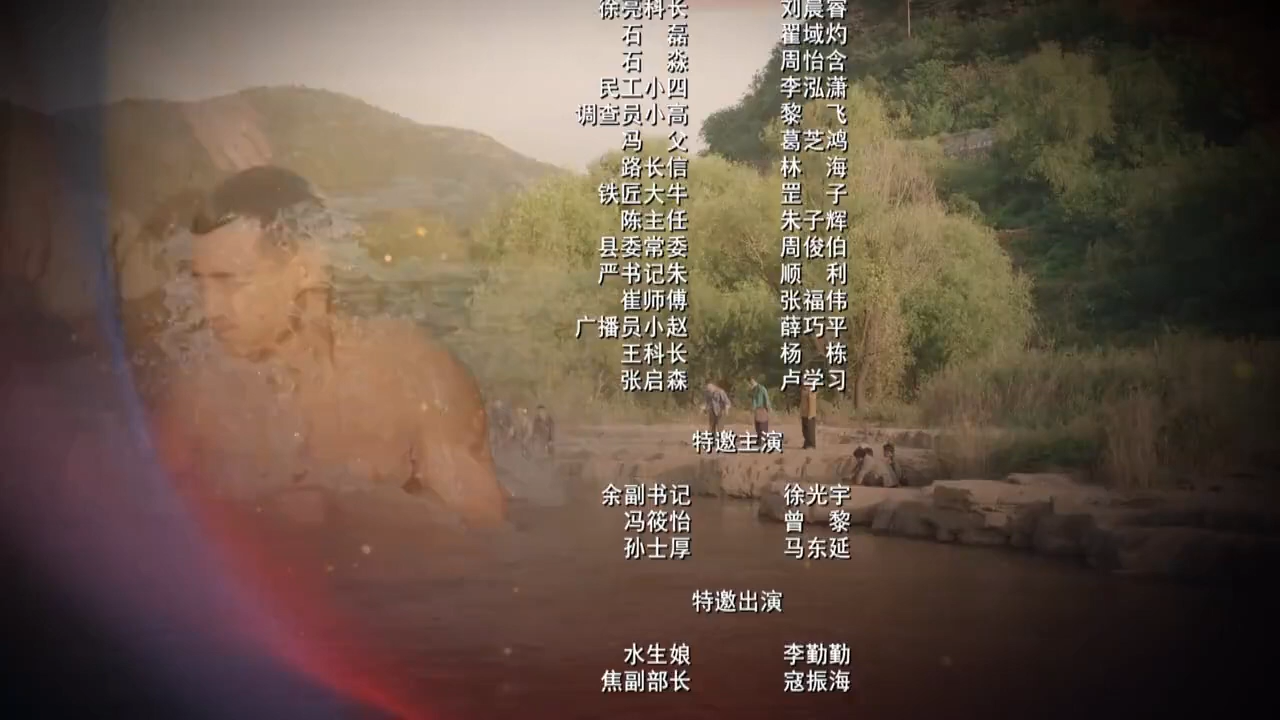 徐亮科长 刘晨睿
石磊 翟域灼
石淼 周怡含
民工小四 李泓潇
调查员小高 黎飞
冯父 葛芝鸿
路长信 林海
铁匠大牛 罡子
陈主任 朱子辉
县委常委 周俊伯
严书记朱 顺利
崔师傅 张福伟
广播员小赵 薛巧平
王科长 杨栋
张启森 卢学习
特邀主演
余副书记 徐光宇
冯筱怡 曾黎
孙士厚 马东延
特邀出演
水生娘 李勤勤
焦副部长 寇振海